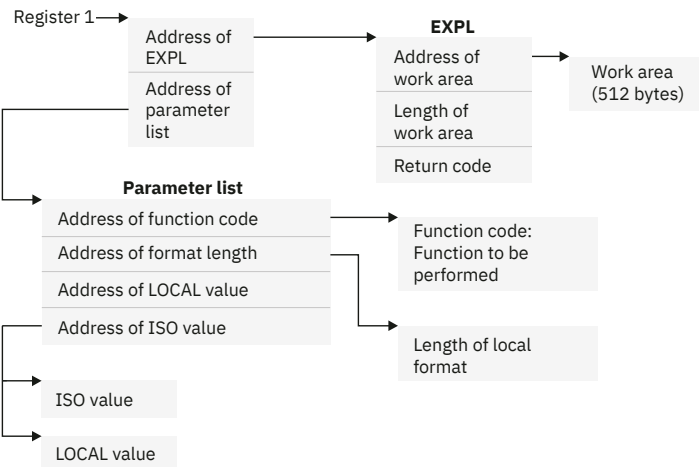 Register 1
Address of
EXPL
Address of
parameter
list
EXPL
Address of
work area
Length of
work area
Return code
Work area
(512 bytes)
Parameter list
Address of function code
Address of format length
Address of LOCAL value
Address of ISO value
Function code:
Function to be
performed
Length of local
format
ISO value
LOCAL value